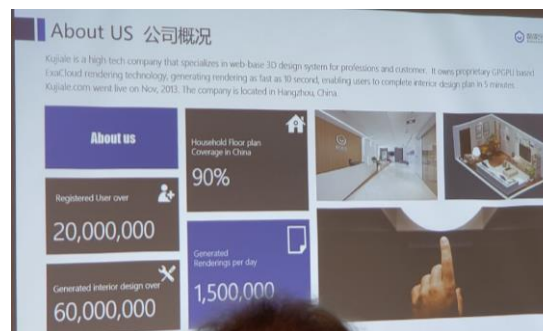 About US 公司概况
Kujiale is a high-tech company that specializes in web-base 3D design system for professions and customer. It owns proprietary GPGPU based
ExaCloud rendering technology, generating rendering as fast as 10 second, enabling users to complete interior design plan in 5 minutes.
Kujiale.com went live on Nov, 2013. The company is located in Hangzhou, China.
About us
Household Floor plan
Coverage in China
90%
Registered User over
20,000,000
Generated
Renderings per day
1,500,000
Generated interior design over
60,000,000